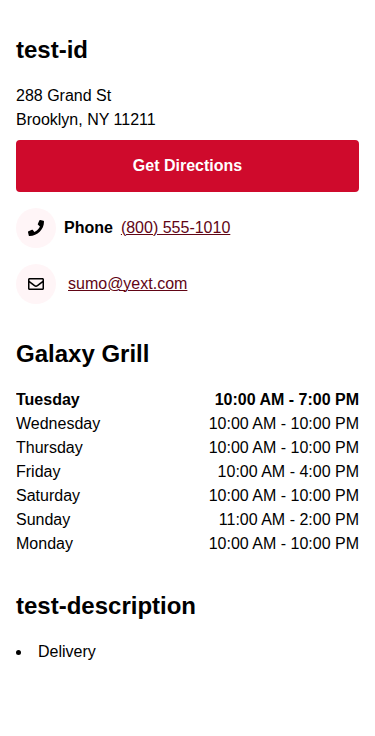 test-id
288 Grand St
Brooklyn, NY 11211
Get Directions
Phone (800) 555-1010
sumo@yext.com
Galaxy Grill
Tuesday 10:00 AM - 7:00 PM
Wednesday 10:00 AM - 10:00 PM
Thursday 10:00 AM - 10:00 PM
Friday 10:00 AM - 4:00 PM
Saturday 10:00 AM - 10:00 PM
Sunday 11:00 AM - 2:00 PM
Monday 10:00 AM - 10:00 PM
test-description
• Delivery